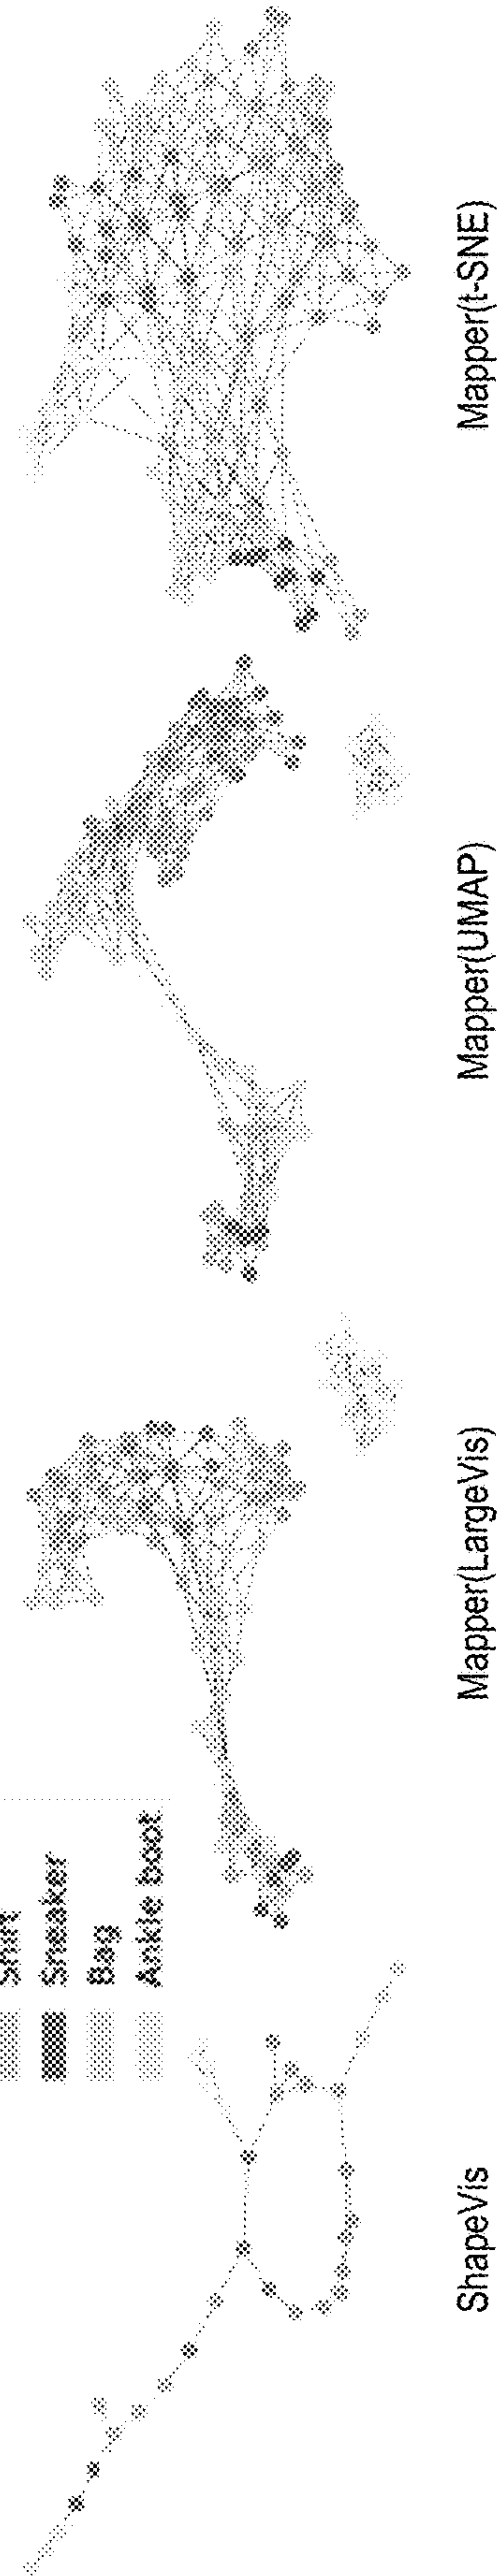 Shirt
Sneaker
Bag
Ankle boot
ShapeVis
Mapper(LargeVis)
Mapper(UMAP)
Mapper(t-SNE)